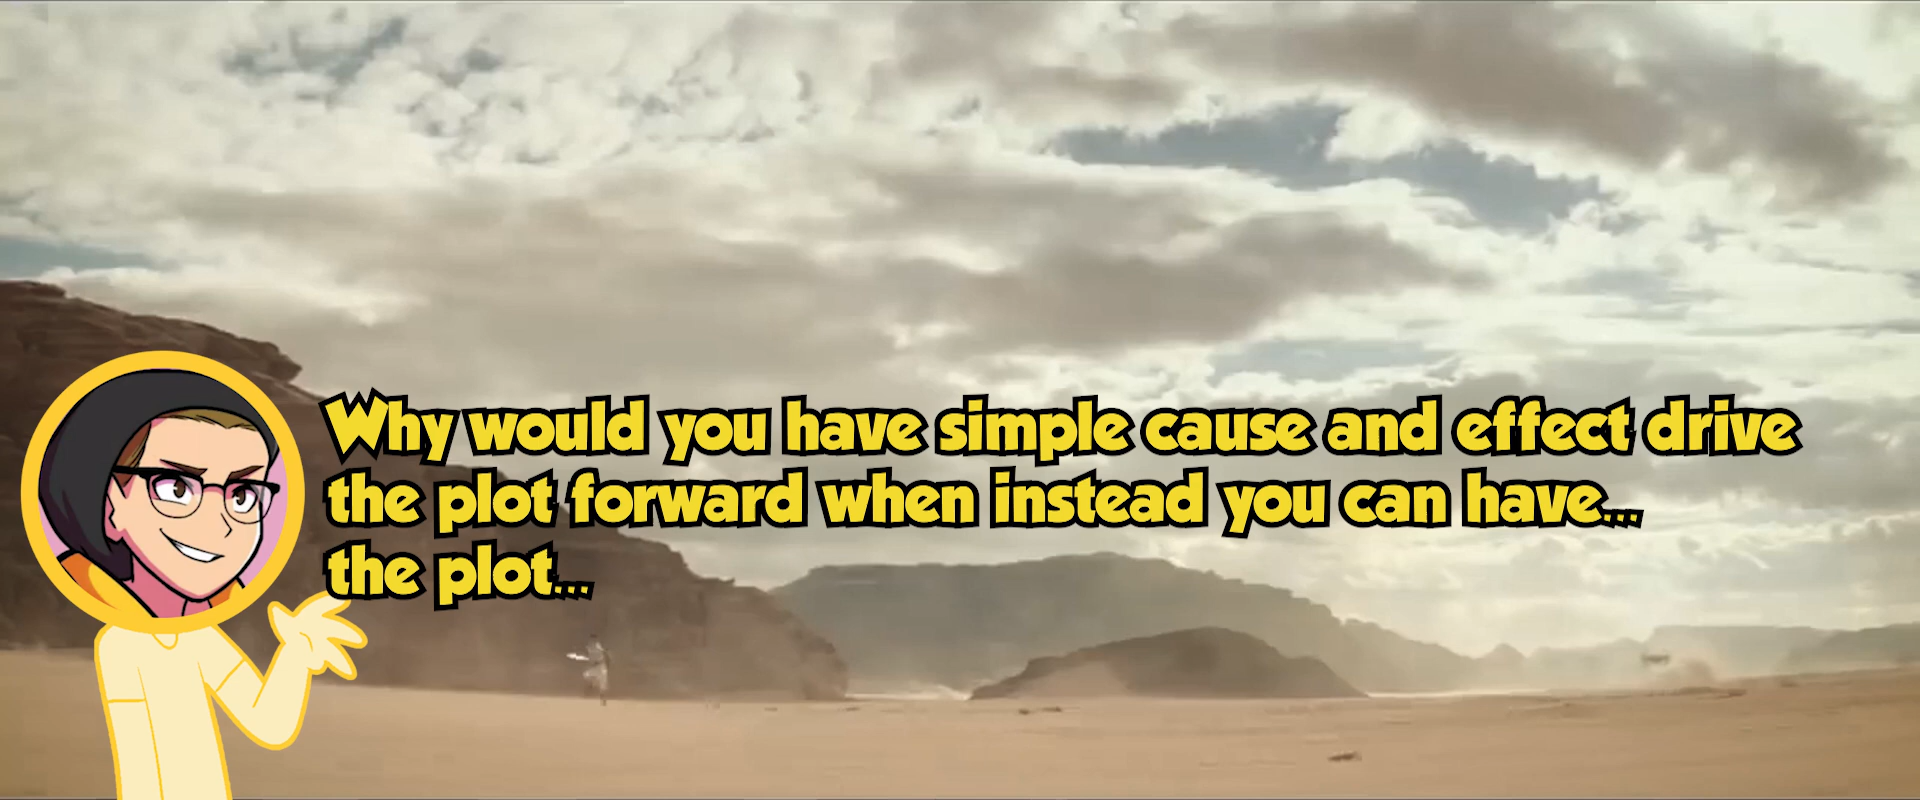 Why would you have simple cause and effect drive
the plot forward when instead you can have...
the plot...